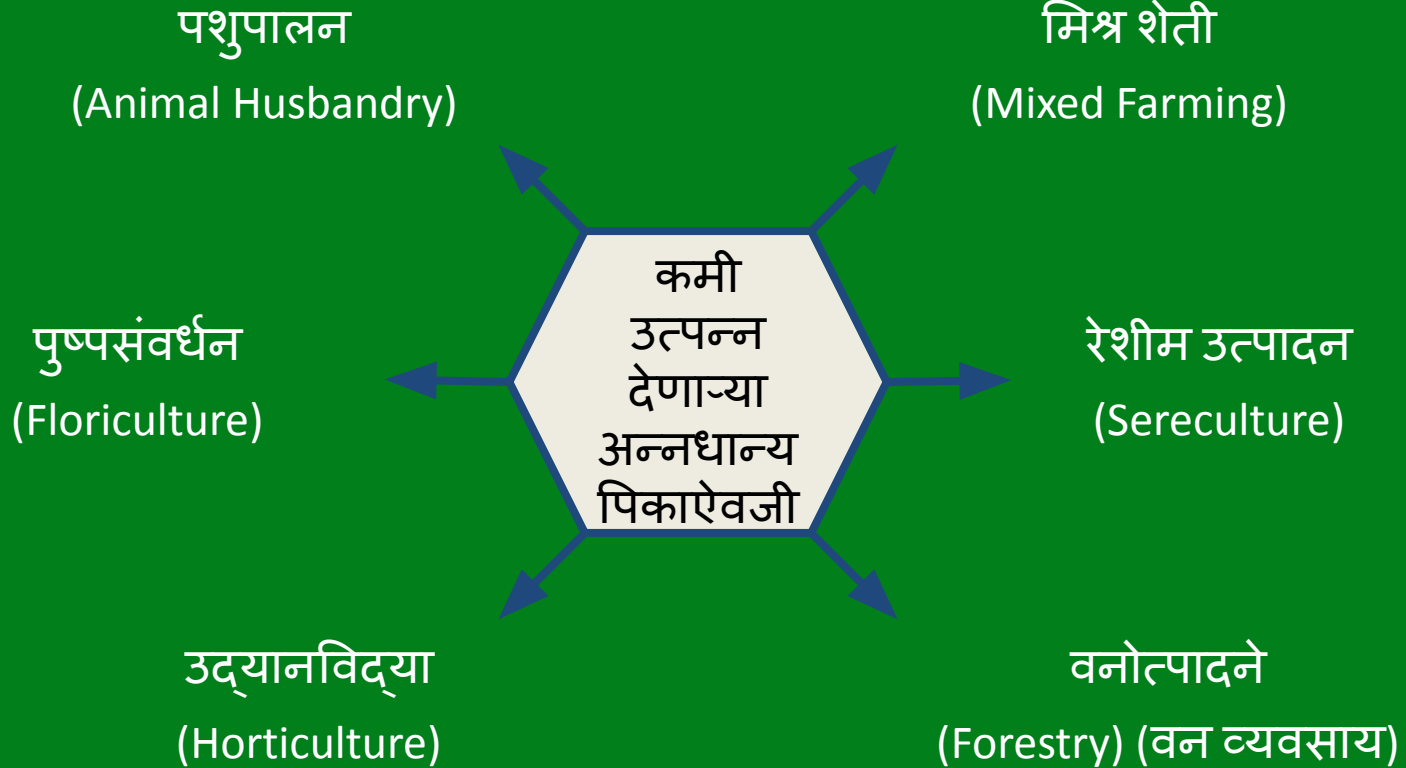 पशुपालन
(Animal Husbandry)
मिश्र शेती
(Mixed Farming)
कमी
उत्पन्न
देणाऱ्या
अन्नधान्य
पिकाऐवजी
पुष्पसंवर्धन
(Floriculture)
रेशीम उत्पादन
(Sereculture)
उद्‌यानविद्‌या
(Horticulture)
वनोत्पादने
(Forestry) (वन व्यवसाय)